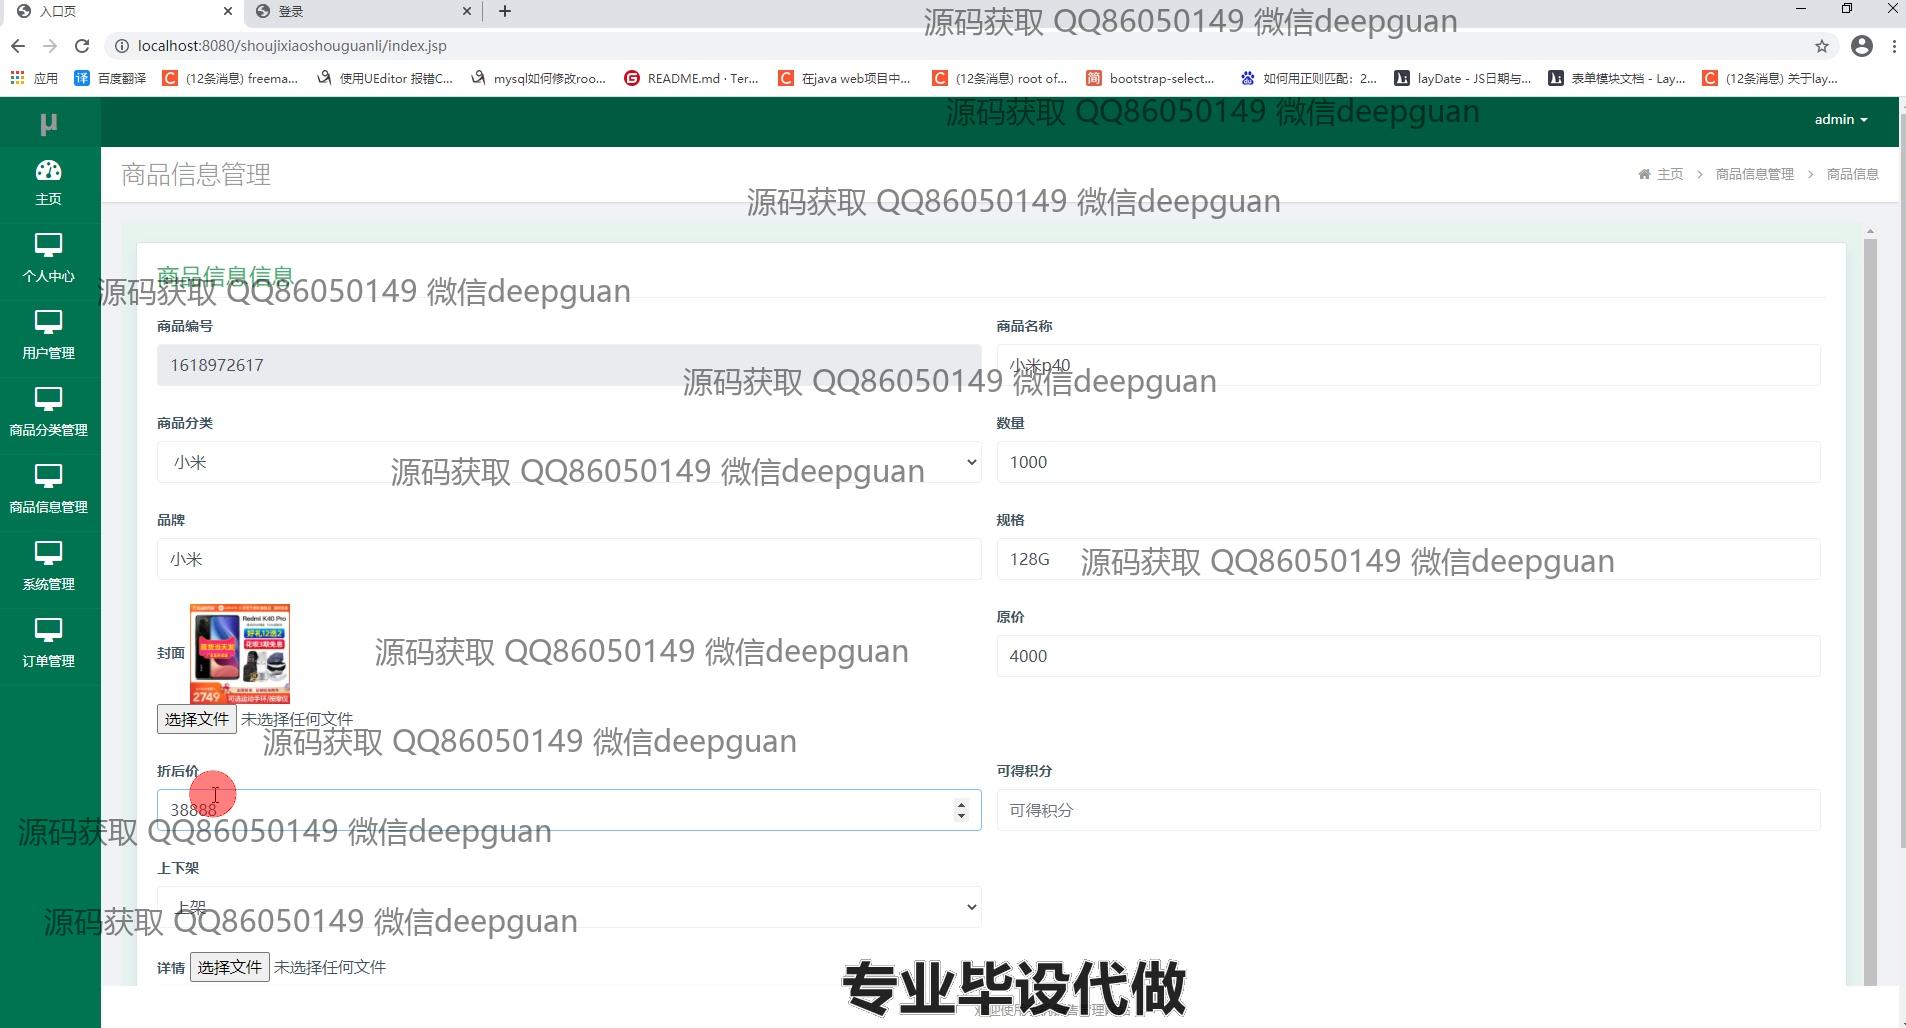 入口页
登录
源码获取 QQ86050149 微信deepguan
localhost:8080/shoujixiaoshouguanli/index.jsp
应用
百度翻译
(12条消息) freema...
使用UEditor 报错C...
mysql如何修改roo...
README.md · Ter...
在java web项目中...
(12条消息) root of...
bootstrap-select...
如何用正则匹配：2...
layDate - JS日期与...
表单模块文档 - Lay...
(12条消息) 关于lay...
μ
源码获取 QQ86050149 微信deepguan
admin
主页
商品信息管理
主页 > 商品信息管理 > 商品信息
源码获取 QQ86050149 微信deepguan
个人中心
商品信息信息
源码获取 QQ86050149 微信deepguan
用户管理
商品编号
商品名称
1618972617
小米p40
源码获取 QQ86050149 微信deepguan
商品分类管理
商品分类
数量
小米
1000
源码获取 QQ86050149 微信deepguan
商品信息管理
品牌
规格
小米
128G
源码获取 QQ86050149 微信deepguan
系统管理
封面
Redmi K40 Pro
好礼12选2
2749
原价
4000
源码获取 QQ86050149 微信deepguan
订单管理
选择文件 未选择任何文件
源码获取 QQ86050149 微信deepguan
折后价
可得积分
38888
可得积分
源码获取 QQ86050149 微信deepguan
上下架
上架
源码获取 QQ86050149 微信deepguan
详情 选择文件 未选择任何文件
专业毕设代做